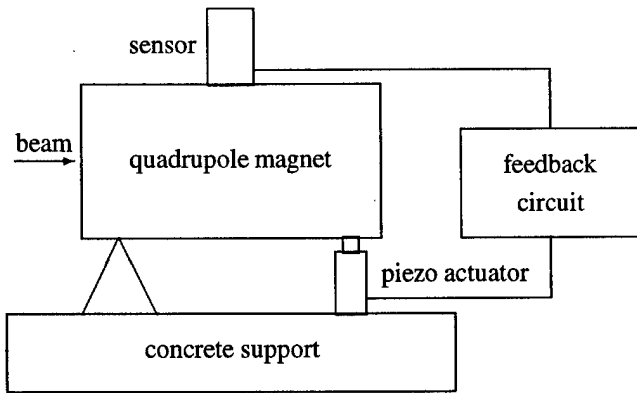 sensor
beam
quadrupole magnet
feedback
circuit
piezo actuator
concrete support